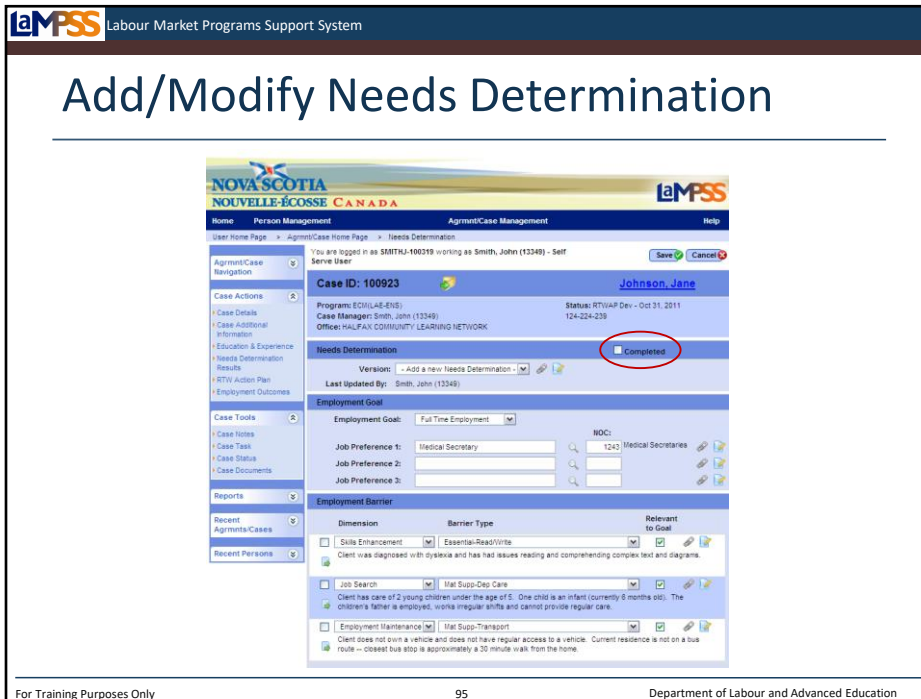 LaMPSS Labour Market Programs Support System
Add/Modify Needs Determination
NOVA SCOTIA
NOUVELLE-ÉCOSSE CANADA
LaMPSS
Home Person Management Agrmnt/Case Management Help
User Home Page » Agrmnt/Case Home Page » Needs Determination
You are logged in as SMITHJ-100319 working as Smith, John (13349) - Self Serve User
Save Cancel
Agrmnt/Case Navigation
Case Actions
Case Details
Case Additional Information
Education & Experience
Needs Determination Results
RTW Action Plan
Employment Outcomes
Case Tools
Case Notes
Case Task
Case Status
Case Documents
Reports
Recent Agrmnts/Cases
Recent Persons
Case ID: 100923 Johnson, Jane
Program: ECM(LAE-ENS) Status: RTWAP Dev - Oct 31, 2011
Case Manager: Smith, John (13349) 124-224-239
Office: HALIFAX COMMUNITY LEARNING NETWORK
Needs Determination Completed
Version: - Add a new Needs Determination -
Last Updated By: Smith, John (13349)
Employment Goal
Employment Goal: Full Time Employment
NOC:
Job Preference 1: Medical Secretary 1243 Medical Secretaries
Job Preference 2:
Job Preference 3:
Employment Barrier
Dimension Barrier Type Relevant to Goal
Skills Enhancement Essential-Read/Write
Client was diagnosed with dyslexia and has had issues reading and comprehending complex text and diagrams.
Job Search Mat Supp-Dep Care
Client has care of 2 young children under the age of 5. One child is an infant (currently 6 months old). The
children's father is employed, works irregular shifts and cannot provide regular care.
Employment Maintenance Mat Supp-Transport
Client does not own a vehicle and does not have regular access to a vehicle. Current residence is not on a bus
route -- closest bus stop is approximately a 30 minute walk from the home.
For Training Purposes Only 95 Department of Labour and Advanced Education